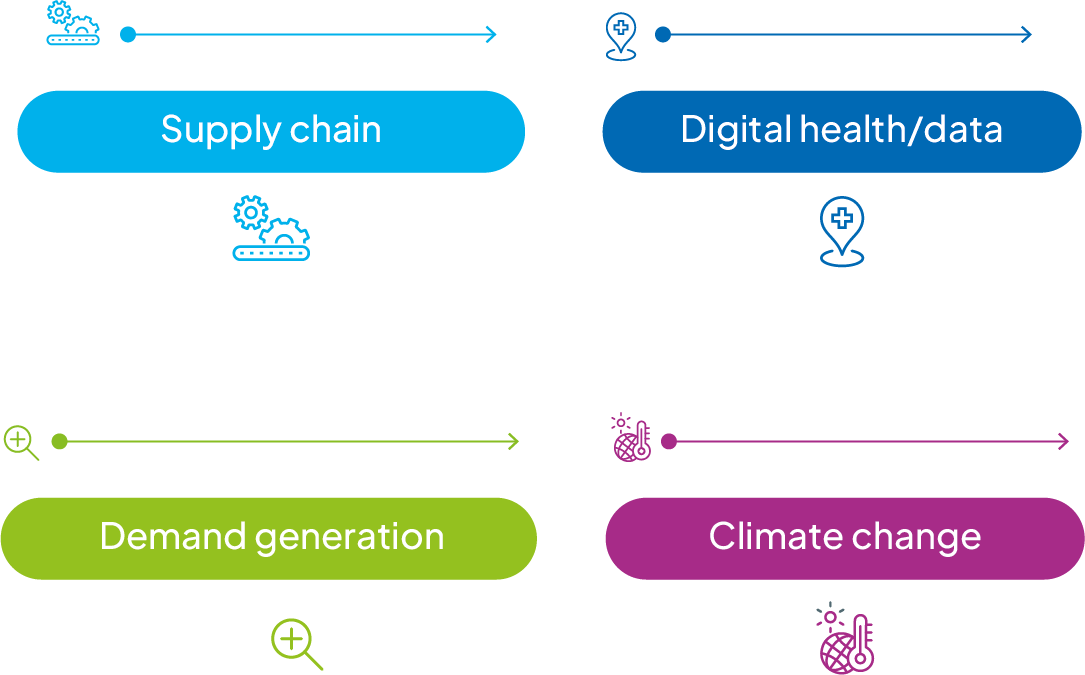 Supply chain
Digital health/data
Demand generation
Climate change